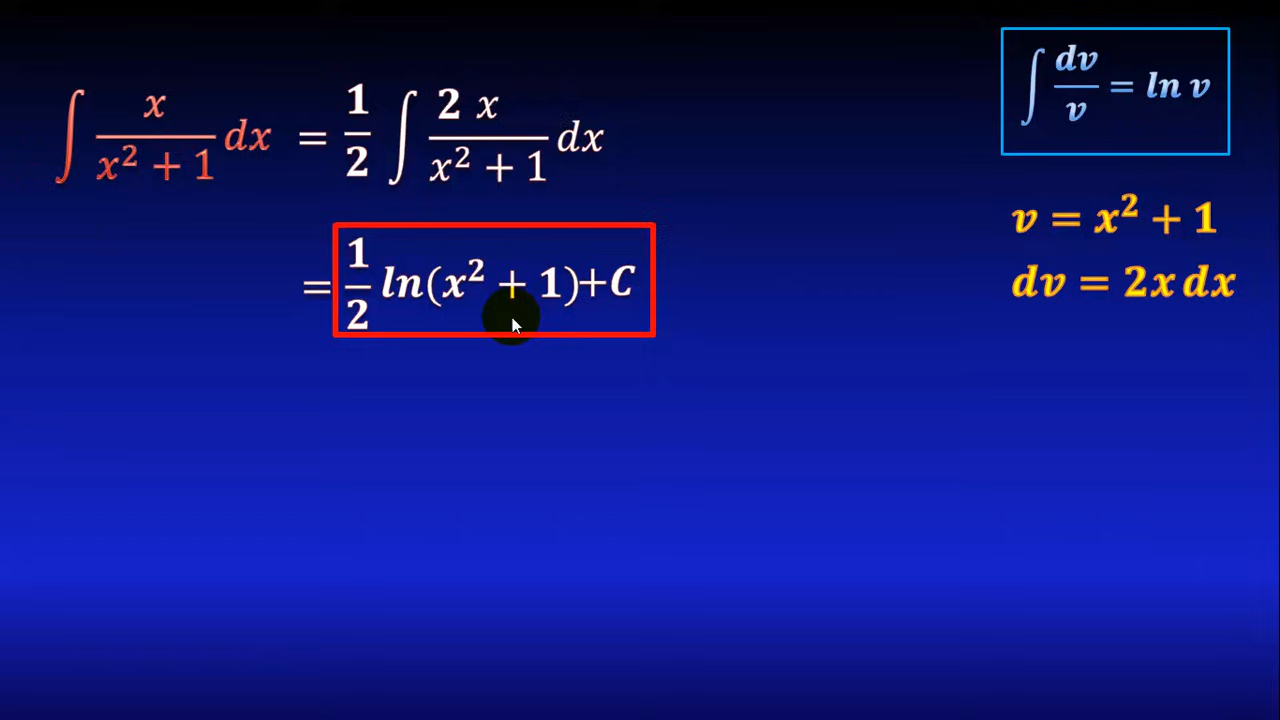 ∫ x/(x² + 1) dx = 1/2 ∫ 2 x/(x² + 1) dx
= 1/2 ln(x² + 1)+C
∫ dv/v = ln v
v = x² + 1
dv = 2x dx